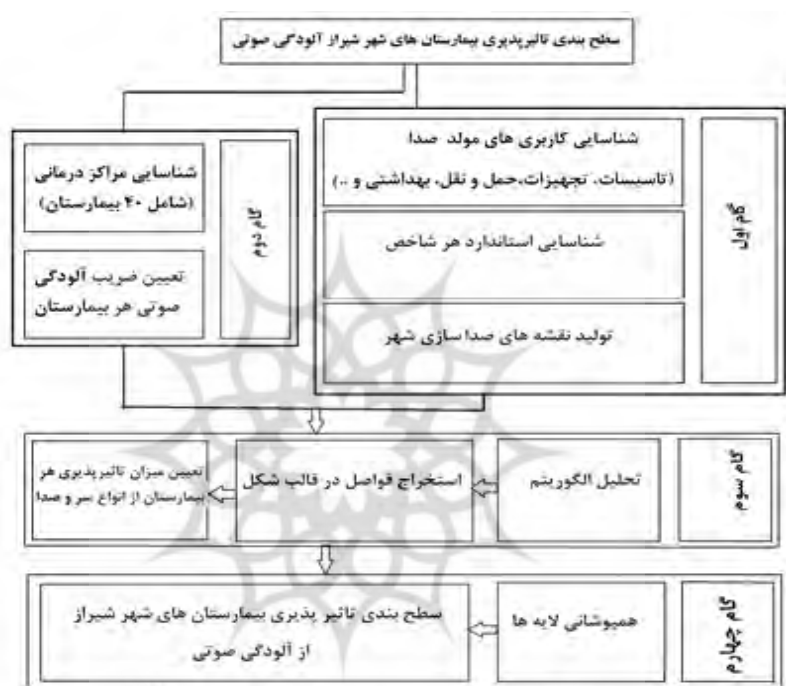 سطح بندی تاثیرپذیری بیمارستان های شهر شیراز آلودگی صوتی
گام اول
شناسایی کاربری های مولد صدا
(تاسیسات، تجهیزات،حمل و نقل، بهداشتی و ..)
شناسایی استاندارد هر شاخص
تولید نقشه های صدا سازی شهر
گام دوم
شناسایی مراکز درمانی
(شامل ۴۰ بیمارستان)
تعیین ضریب آلودگی
صوتی هر بیمارستان
گام سوم
تحلیل الگوریتم
استخراج فواصل در قالب شکل
تعیین میزان تاثیرپذیری هر
بیمارستان از انواع سر و صدا
گام چهارم
همپوشانی لایه ها
سطح بندی تاثیر پذیری بیمارستان های شهر شیراز
از آلودگی صوتی